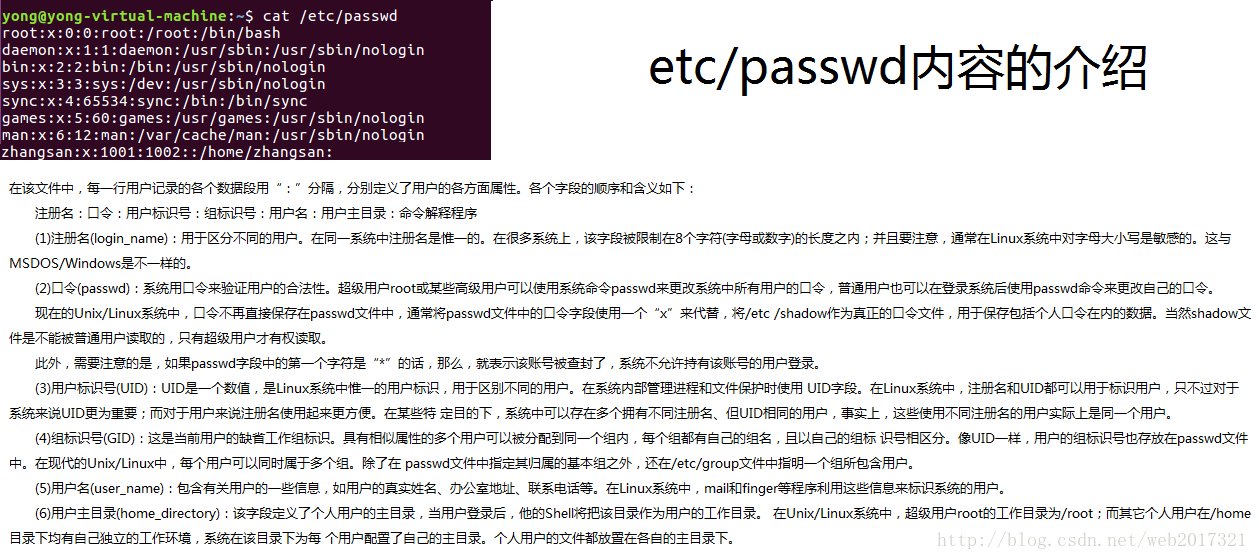 yong@yong-virtual-machine:~$ cat /etc/passwd
root:x:0:0:root:/root:/bin/bash
daemon:x:1:1:daemon:/usr/sbin:/usr/sbin/nologin
bin:x:2:2:bin:/bin:/usr/sbin/nologin
sys:x:3:3:sys:/dev:/usr/sbin/nologin
sync:x:4:65534:sync:/bin:/bin/sync
games:x:5:60:games:/usr/games:/usr/sbin/nologin
man:x:6:12:man:/var/cache/man:/usr/sbin/nologin
zhangsan:x:1001:1002::/home/zhangsan:
etc/passwd内容的介绍
在该文件中，每一行用户记录的各个数据段用“：”分隔，分别定义了用户的各方面属性。各个字段的顺序和含义如下：
注册名：口令：用户标识号：组标识号：用户名：用户主目录：命令解释程序
(1)注册名(login_name)：用于区分不同的用户。在同一系统中注册名是惟一的。在很多系统上，该字段被限制在8个字符(字母或数字)的长度之内；并且要注意，通常在Linux系统中对字母大小写是敏感的。这与
MSDOS/Windows是不一样的。
(2)口令(passwd)：系统用口令来验证用户的合法性。超级用户root或某些高级用户可以使用系统命令passwd来更改系统中所有用户的口令，普通用户也可以在登录系统后使用passwd命令来更改自己的口令。
现在的Unix/Linux系统中，口令不再直接保存在passwd文件中，通常将passwd文件中的口令字段使用一个“x”来代替，将/etc /shadow作为真正的口令文件，用于保存包括个人口令在内的数据。当然shadow文
件是不能被普通用户读取的，只有超级用户才有权读取。
此外，需要注意的是，如果passwd字段中的第一个字符是“*”的话，那么，就表示该账号被查封了，系统不允许持有该账号的用户登录。
(3)用户标识号(UID)：UID是一个数值，是Linux系统中惟一的用户标识，用于区别不同的用户。在系统内部管理进程和文件保护时使用 UID字段。在Linux系统中，注册名和UID都可以用于标识用户，只不过对于
系统来说UID更为重要；而对于用户来说注册名使用起来更方便。在某些特 定目的下，系统中可以存在多个拥有不同注册名、但UID相同的用户，事实上，这些使用不同注册名的用户实际上是同一个用户。
(4)组标识号(GID)：这是当前用户的缺省工作组标识。具有相似属性的多个用户可以被分配到同一个组内，每个组都有自己的组名，且以自己的组标 识号相区分。像UID一样，用户的组标识号也存放在passwd文件
中。在现代的Unix/Linux中，每个用户可以同时属于多个组。除了在 passwd文件中指定其归属的基本组之外，还在/etc/group文件中指明一个组所包含用户。
(5)用户名(user_name)：包含有关用户的一些信息，如用户的真实姓名、办公室地址、联系电话等。在Linux系统中，mail和finger等程序利用这些信息来标识系统的用户。
(6)用户主目录(home_directory)：该字段定义了个人用户的主目录，当用户登录后，他的Shell将把该目录作为用户的工作目录。 在Unix/Linux系统中，超级用户root的工作目录为/root；而其它个人用户在/home
目录下均有自己独立的工作环境，系统在该目录下为每 个用户配置了自己的主目录。个人用户的文件都放置在各自的主目录下。
http://blog.csdn.net/web2017321